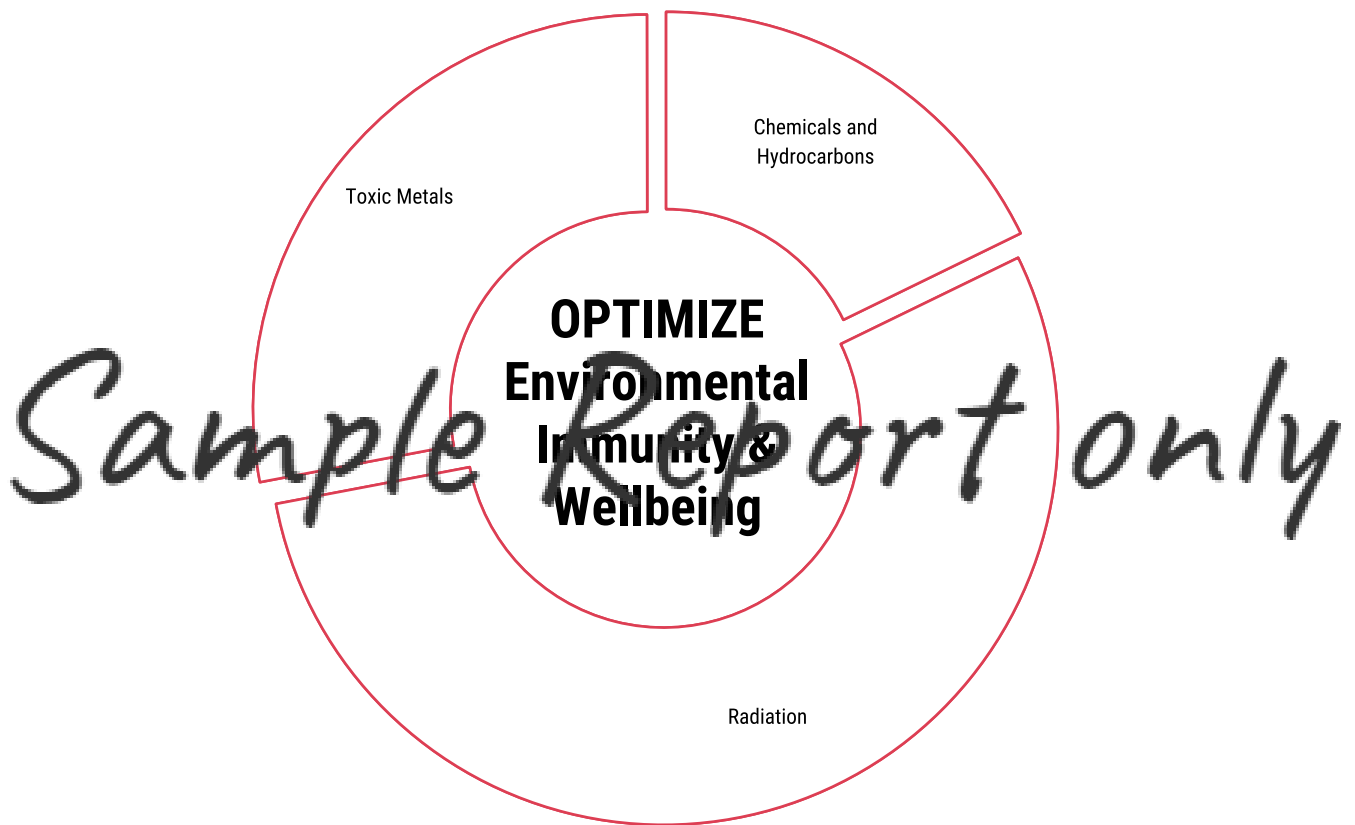 Chemicals and
Hydrocarbons
Toxic Metals
OPTIMIZE
Environmental
Immunity &
Wellbeing
Sample Report only
Radiation